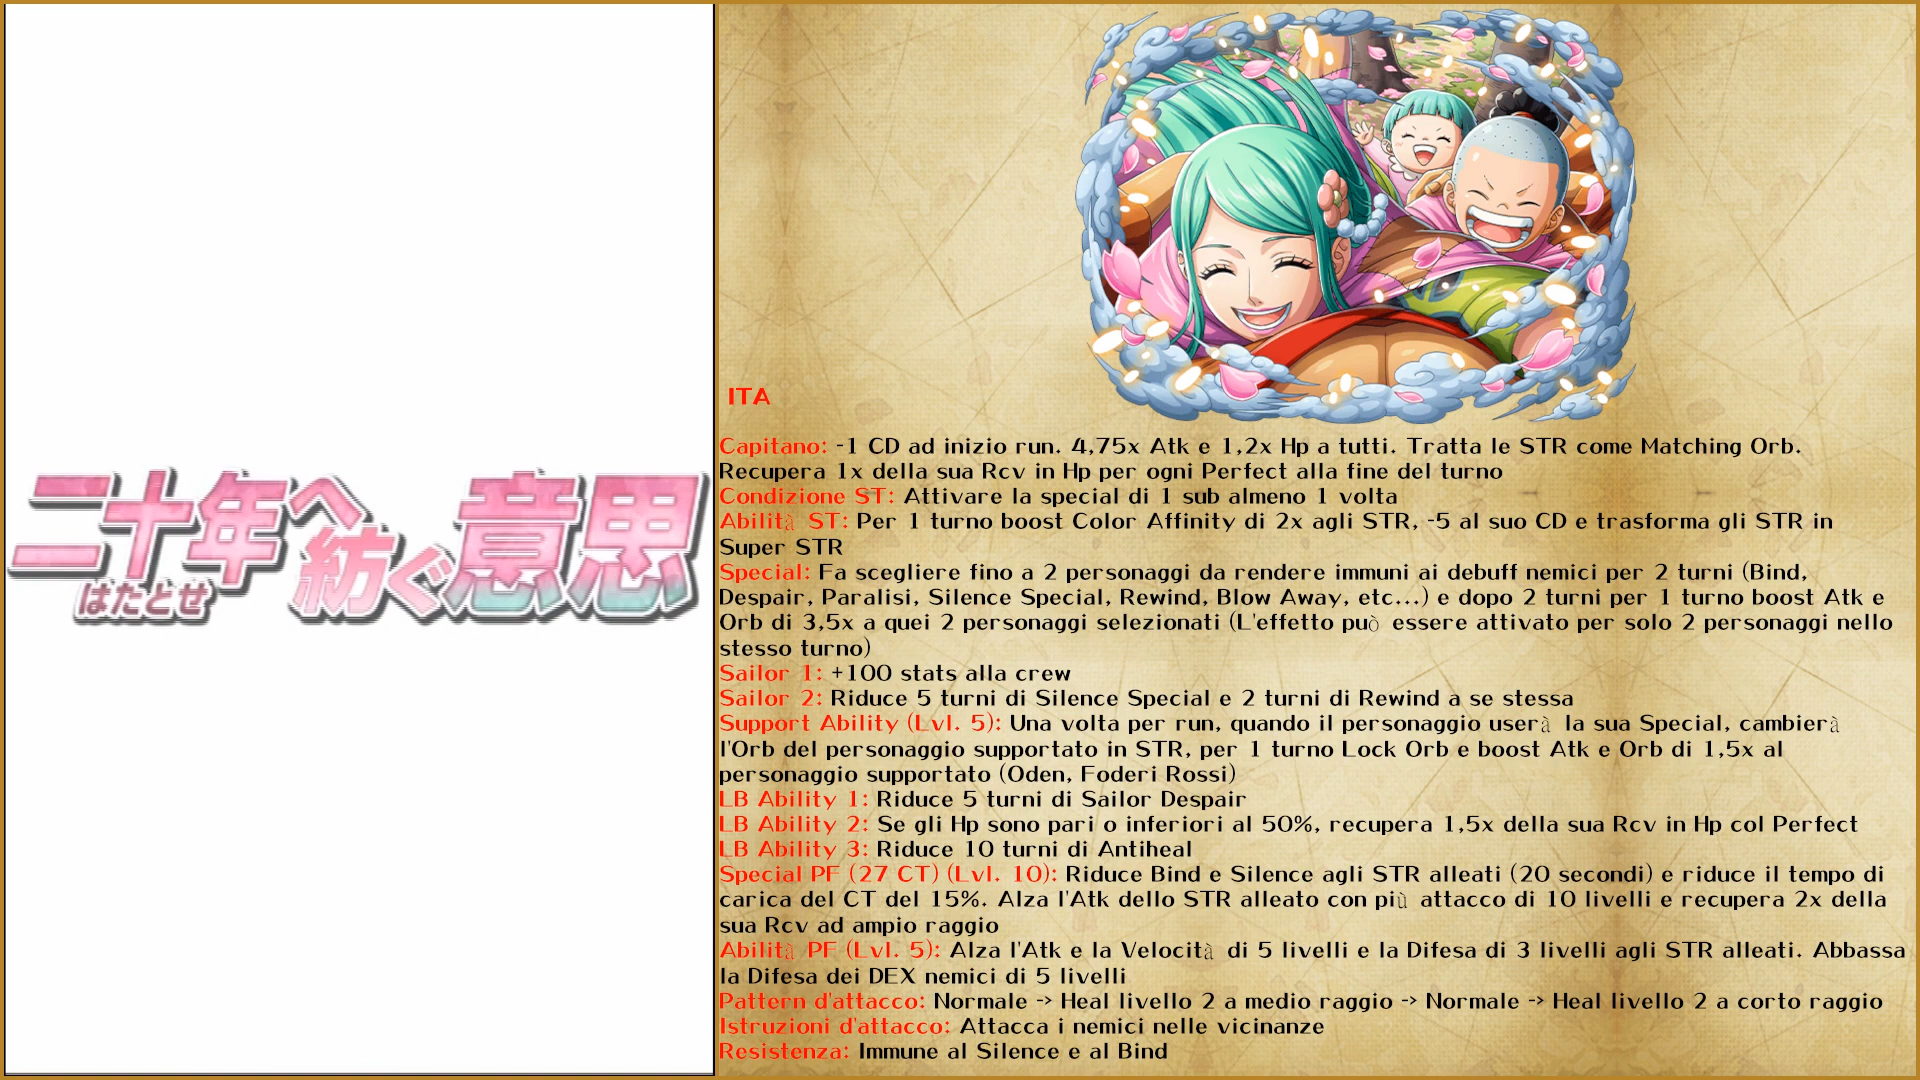 二十年へ紡ぐ意思
はたとせ
ITA
Capitano: -1 CD ad inizio run. 4,75x Atk e 1,2x Hp a tutti. Tratta le STR come Matching Orb.
Recupera 1x della sua Rcv in Hp per ogni Perfect alla fine del turno
Condizione ST: Attivare la special di 1 sub almeno 1 volta
Abilità ST: Per 1 turno boost Color Affinity di 2x agli STR, -5 al suo CD e trasforma gli STR in
Super STR
Special: Fa scegliere fino a 2 personaggi da rendere immuni ai debuff nemici per 2 turni (Bind,
Despair, Paralisi, Silence Special, Rewind, Blow Away, etc...) e dopo 2 turni per 1 turno boost Atk e
Orb di 3,5x a quei 2 personaggi selezionati (L'effetto può essere attivato per solo 2 personaggi nello
stesso turno)
Sailor 1: +100 stats alla crew
Sailor 2: Riduce 5 turni di Silence Special e 2 turni di Rewind a se stessa
Support Ability (Lvl. 5): Una volta per run, quando il personaggio userà la sua Special, cambierà
l'Orb del personaggio supportato in STR, per 1 turno Lock Orb e boost Atk e Orb di 1,5x al
personaggio supportato (Oden, Foderi Rossi)
LB Ability 1: Riduce 5 turni di Sailor Despair
LB Ability 2: Se gli Hp sono pari o inferiori al 50%, recupera 1,5x della sua Rcv in Hp col Perfect
LB Ability 3: Riduce 10 turni di Antiheal
Special PF (27 CT) (Lvl. 10): Riduce Bind e Silence agli STR alleati (20 secondi) e riduce il tempo di
carica del CT del 15%. Alza l'Atk dello STR alleato con più attacco di 10 livelli e recupera 2x della
sua Rcv ad ampio raggio
Abilità PF (Lvl. 5): Alza l'Atk e la Velocità di 5 livelli e la Difesa di 3 livelli agli STR alleati. Abbassa
la Difesa dei DEX nemici di 5 livelli
Pattern d'attacco: Normale -> Heal livello 2 a medio raggio -> Normale -> Heal livello 2 a corto raggio
Istruzioni d'attacco: Attacca i nemici nelle vicinanze
Resistenza: Immune al Silence e al Bind